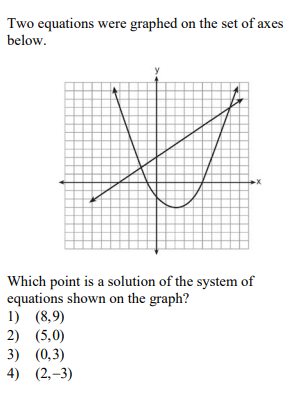 Two equations were graphed on the set of axes
below.
y
x
Which point is a solution of the system of
equations shown on the graph?
1) (8,9)
2) (5,0)
3) (0,3)
4) (2,–3)